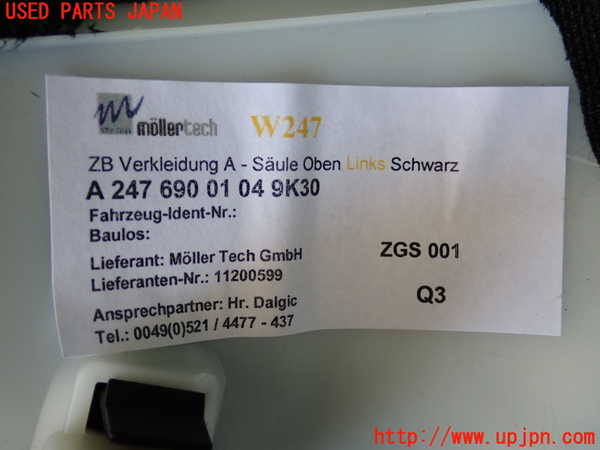 USED PARTS JAPAN
möllertech W247
ZB Verkleidung A - Säule Oben Links Schwarz
A 247 690 01 04 9K30
Fahrzeug-Ident-Nr.:
Baulos:
Lieferant: Möller Tech GmbH ZGS 001
Lieferanten-Nr.: 11200599
Q3
Ansprechpartner: Hr. Dalgic
Tel.: 0049(0)521 / 4477 - 437
http://www.upjpn.com/